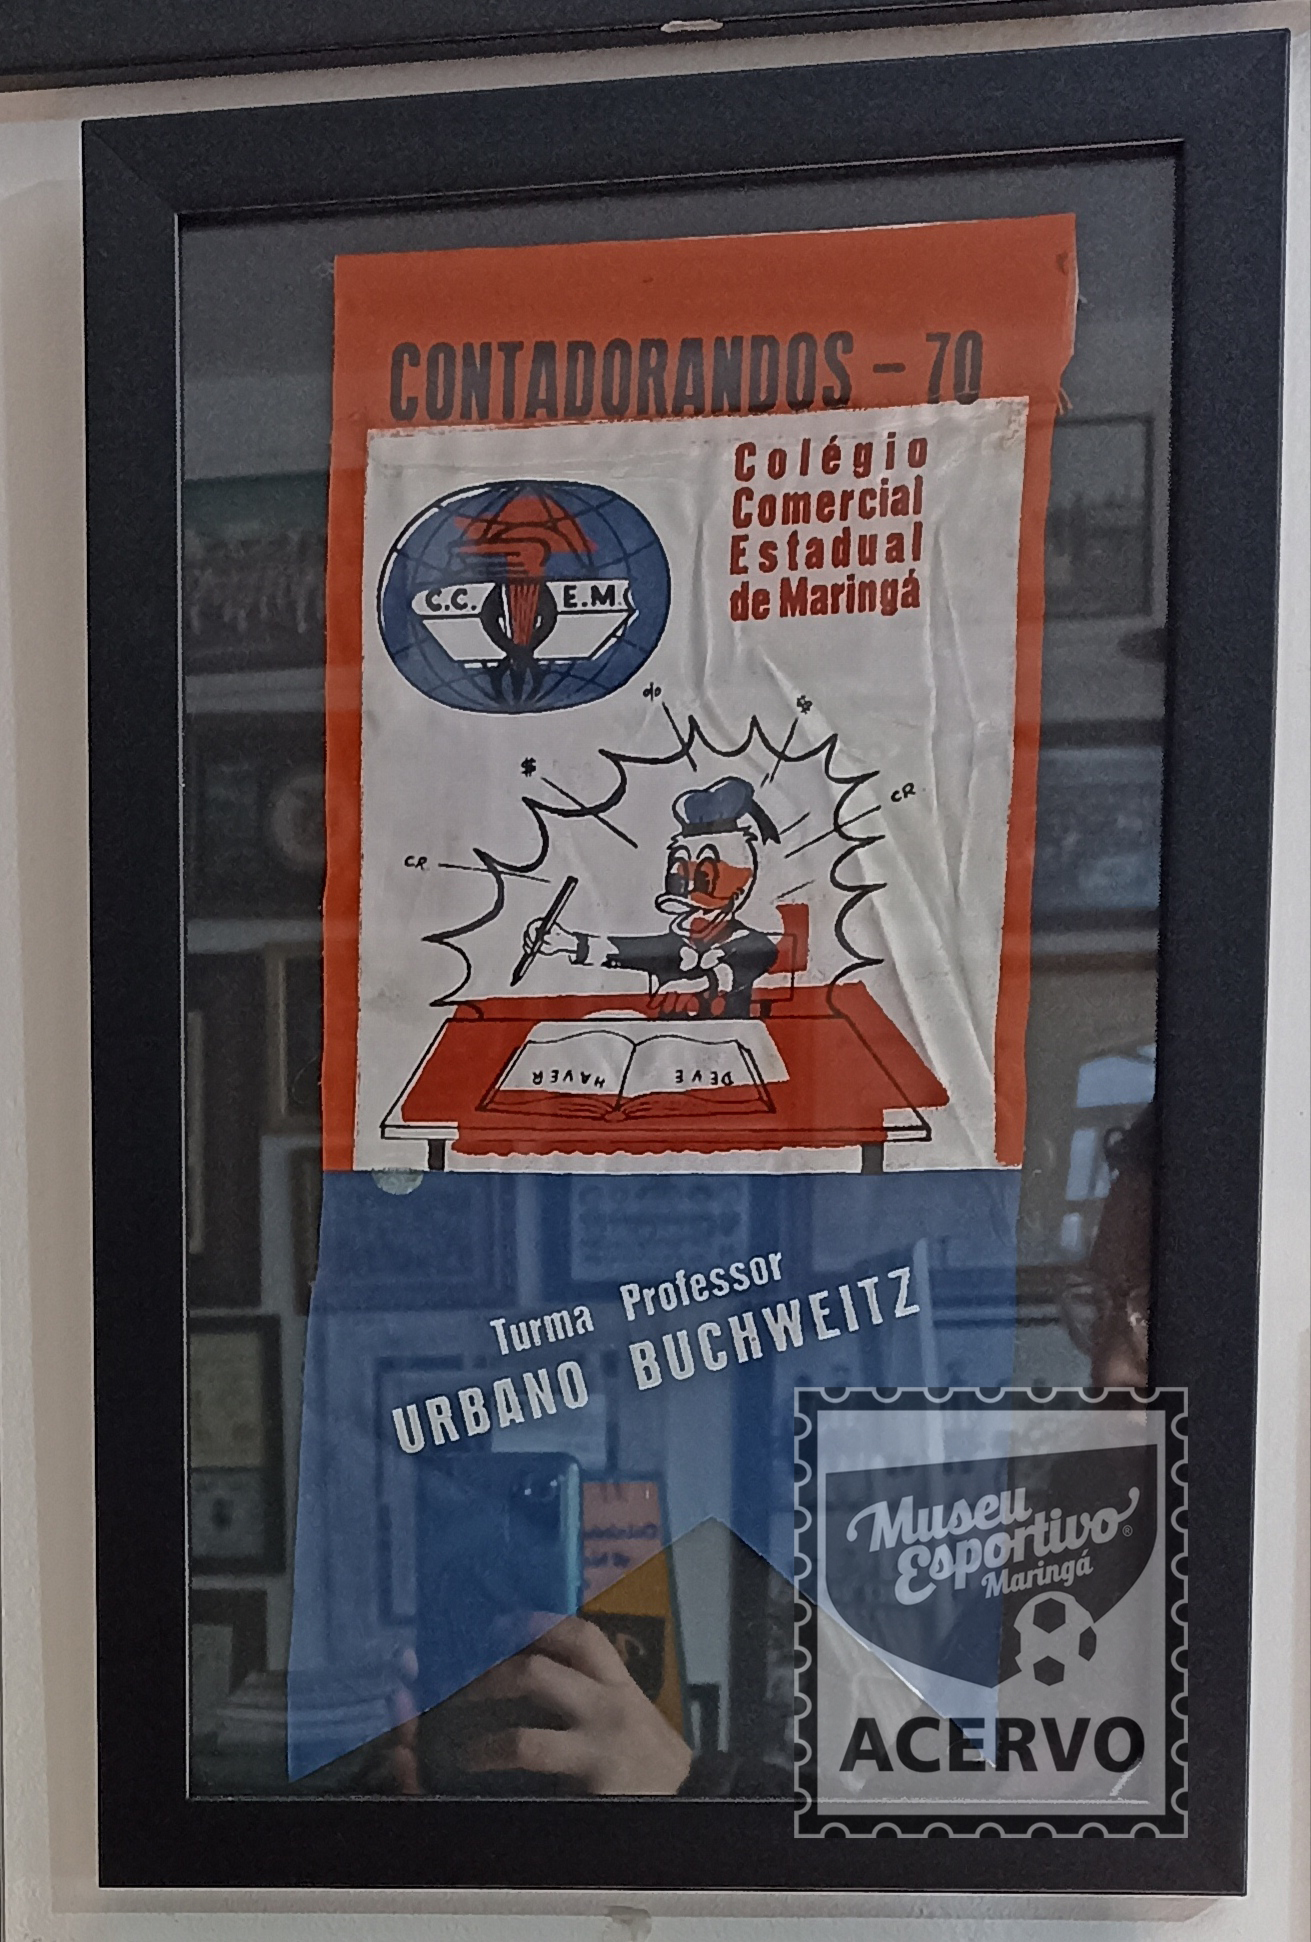 CONTADORANDOS - 70
Colégio
Comercial
Estadual
de Maringá
C.C. E.M.
%
$
$
CR.
CR.
HAVER DEVE
Turma Professor
URBANO BUCHWEITZ
Museu
Esportivo®
Maringá
ACERVO